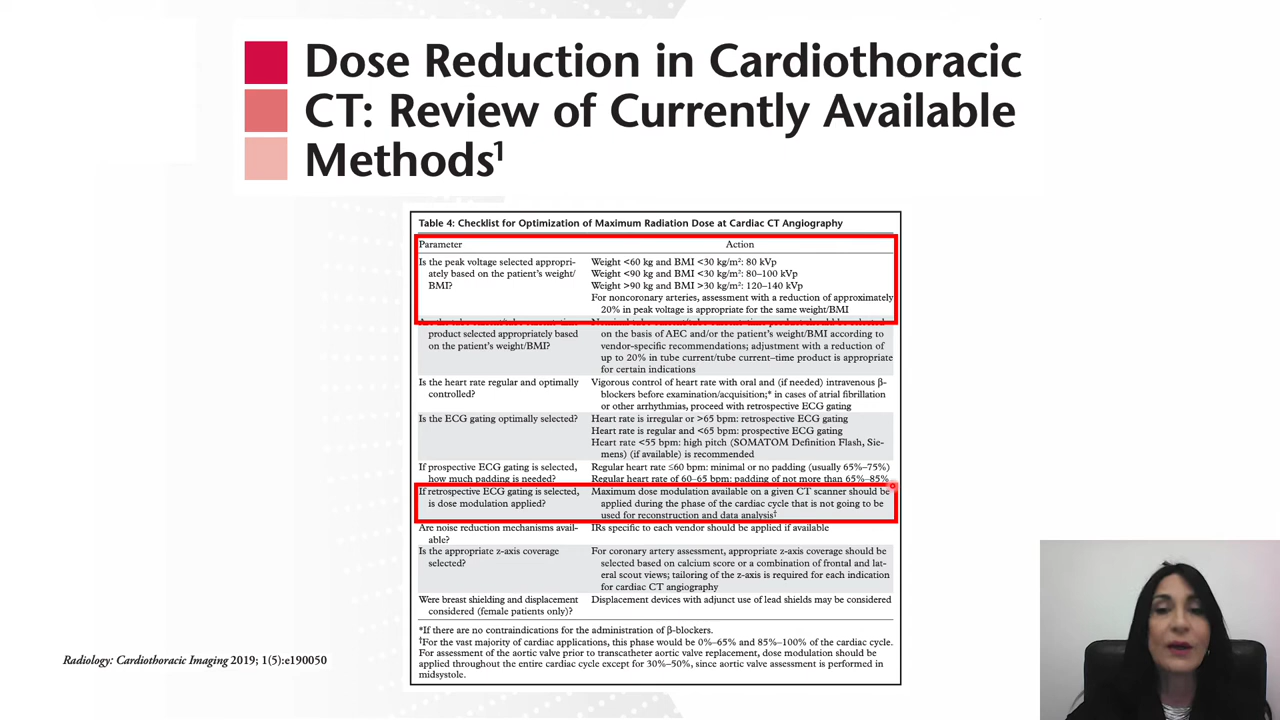 Dose Reduction in Cardiothoracic
CT: Review of Currently Available
Methods¹
Table 4: Checklist for Optimization of Maximum Radiation Dose at Cardiac CT Angiography
Parameter Action
Is the peak voltage selected appropri- Weight <60 kg and BMI <30 kg/m²: 80 kVp
ately based on the patient's weight/ Weight <90 kg and BMI <30 kg/m²: 80–100 kVp
BMI? Weight >90 kg and BMI >30 kg/m²: 120–140 kVp
For noncoronary arteries, assessment with a reduction of approximately
20% in peak voltage is appropriate for the same weight/BMI
product selected appropriately based on the basis of AEC and/or the patient's weight/BMI according to
on the patient's weight/BMI? vendor-specific recommendations; adjustment with a reduction of
up to 20% in tube current/tube current–time product is appropriate
for certain indications
Is the heart rate regular and optimally Vigorous control of heart rate with oral and (if needed) intravenous β-
controlled? blockers before examination/acquisition;* in cases of atrial fibrillation
or other arrhythmias, proceed with retrospective ECG gating
Is the ECG gating optimally selected? Heart rate is irregular or >65 bpm: retrospective ECG gating
Heart rate is regular and <65 bpm: prospective ECG gating
Heart rate <55 bpm: high pitch (SOMATOM Definition Flash, Sie-
mens) (if available) is recommended
If prospective ECG gating is selected, Regular heart rate ≤60 bpm: minimal or no padding (usually 65%–75%)
how much padding is needed? Regular heart rate of 60–65 bpm: padding of not more than 65%–85%
If retrospective ECG gating is selected, Maximum dose modulation available on a given CT scanner should be
is dose modulation applied? applied during the phase of the cardiac cycle that is not going to be
used for reconstruction and data analysis‡
Are noise reduction mechanisms avail- IRs specific to each vendor should be applied if available
able?
Is the appropriate z-axis coverage For coronary artery assessment, appropriate z-axis coverage should be
selected? selected based on calcium score or a combination of frontal and lat-
eral scout views; tailoring of the z-axis is required for each indication
for cardiac CT angiography
Were breast shielding and displacement Displacement devices with adjunct use of lead shields may be considered
considered (female patients only)?
*If there are no contraindications for the administration of β-blockers.
†For the vast majority of cardiac applications, this phase would be 0%–65% and 85%–100% of the cardiac cycle.
For assessment of the aortic valve prior to transcatheter aortic valve replacement, dose modulation should be
applied throughout the entire cardiac cycle except for 30%–50%, since aortic valve assessment is performed in
midsystole.
Radiology: Cardiothoracic Imaging 2019; 1(5):e190050